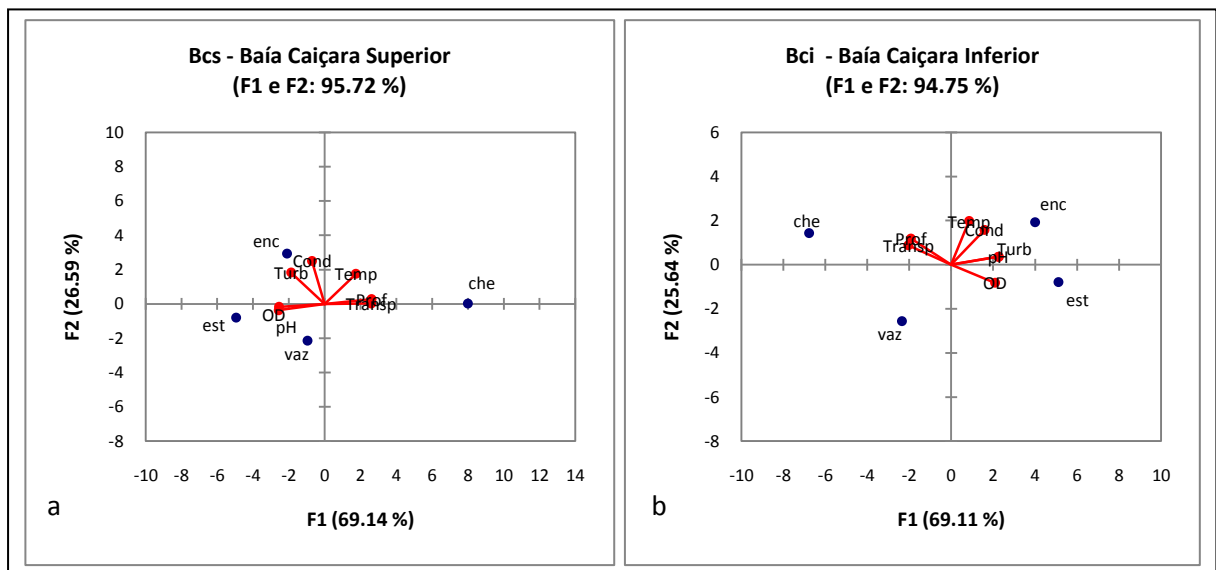 Bcs - Baía Caiçara Superior
(F1 e F2: 95.72 %)
10
8
6
4
2
0
-2
-4
-6
-8
F2 (26.59 %)
enc
Cond
Turb
Temp
Prof
Transp
che
OD
pH
est
vaz
-10 -8 -6 -4 -2 0 2 4 6 8 10 12 14
F1 (69.14 %)
a
Bci - Baía Caiçara Inferior
(F1 e F2: 94.75 %)
6
4
2
0
-2
-4
-6
-8
F2 (25.64 %)
che
enc
Temp
Cond
Prof
Transp
Turb
pH
OD
est
vaz
-10 -8 -6 -4 -2 0 2 4 6 8 10
F1 (69.11 %)
b